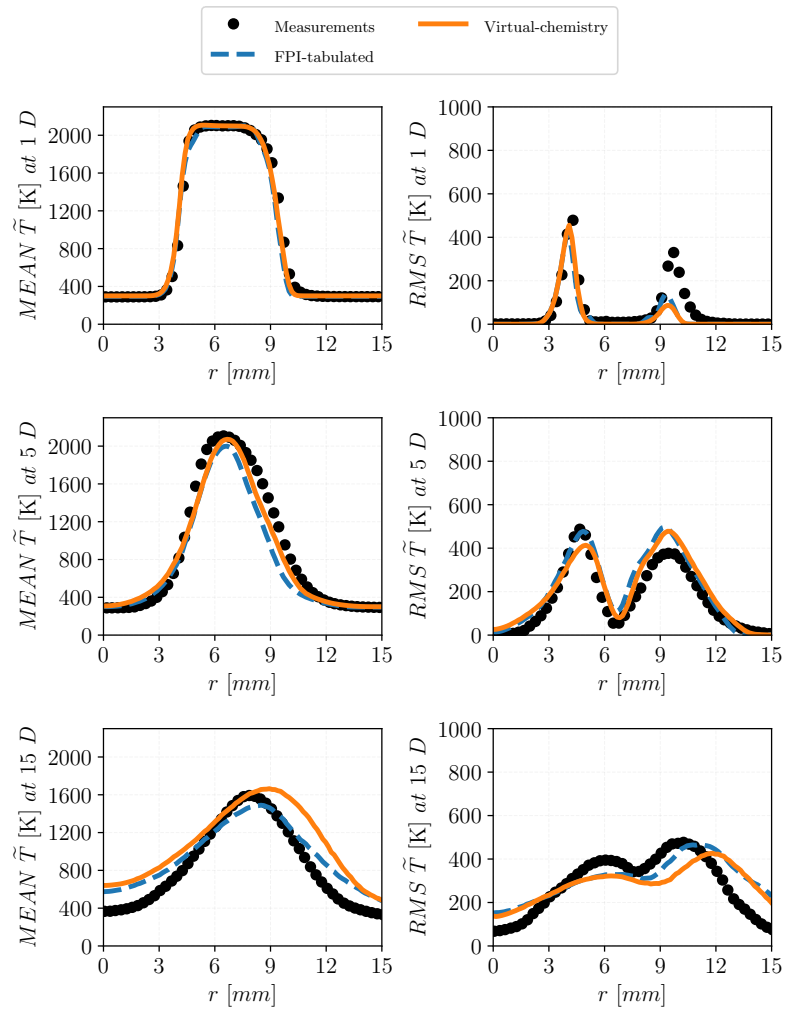 Measurements
Virtual-chemistry
FPI-tabulated
MEAN T̃ [K] at 1 D
2000
1600
1200
800
400
0
0 3 6 9 12 15
r [mm]
RMS T̃ [K] at 1 D
1000
800
600
400
200
0
0 3 6 9 12 15
r [mm]
MEAN T̃ [K] at 5 D
2000
1600
1200
800
400
0
0 3 6 9 12 15
r [mm]
RMS T̃ [K] at 5 D
1000
800
600
400
200
0
0 3 6 9 12 15
r [mm]
MEAN T̃ [K] at 15 D
2000
1600
1200
800
400
0
0 3 6 9 12 15
r [mm]
RMS T̃ [K] at 15 D
1000
800
600
400
200
0
0 3 6 9 12 15
r [mm]